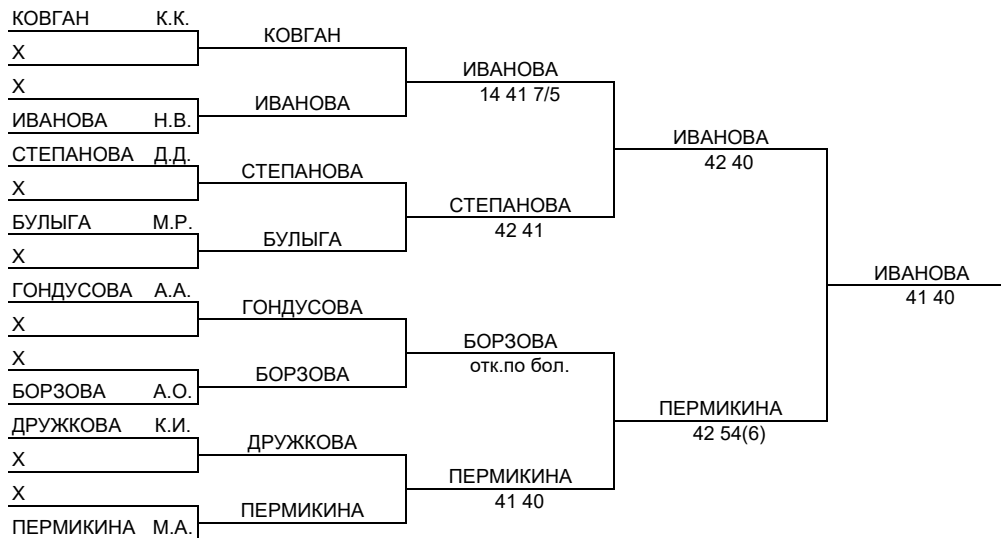 КОВГАН К.К.
X
X
ИВАНОВА Н.В.
СТЕПАНОВА Д.Д.
X
БУЛЫГА М.Р.
X
ГОНДУСОВА А.А.
X
X
БОРЗОВА А.О.
ДРУЖКОВА К.И.
X
X
ПЕРМИКИНА М.А.
КОВГАН
ИВАНОВА
СТЕПАНОВА
БУЛЫГА
ГОНДУСОВА
БОРЗОВА
ДРУЖКОВА
ПЕРМИКИНА
ИВАНОВА
14 41 7/5
СТЕПАНОВА
42 41
БОРЗОВА
отк.по бол.
ПЕРМИКИНА
41 40
ИВАНОВА
42 40
ПЕРМИКИНА
42 54(6)
ИВАНОВА
41 40